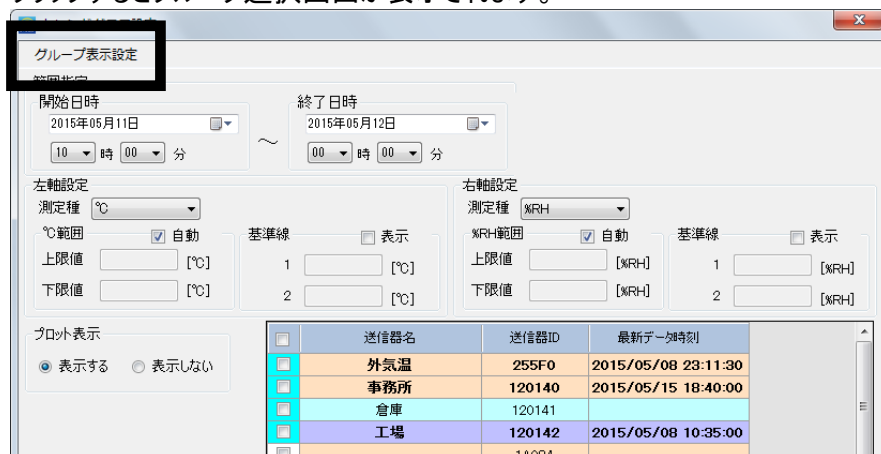 グループ表示設定
開始日時
終了日時
2015年05月11日
2015年05月12日
10 時 00 分 ～ 00 時 00 分
左軸設定
右軸設定
測定種 ℃
測定種 %RH
℃範囲 自動 基準線 表示
%RH範囲 自動 基準線 表示
上限値 [℃] 1 [℃]
上限値 [%RH] 1 [%RH]
下限値 [℃] 2 [℃]
下限値 [%RH] 2 [%RH]
プロット表示
表示する 表示しない
送信器名 送信器ID 最新データ時刻
外気温 255F0 2015/05/08 23:11:30
事務所 120140 2015/05/15 18:40:00
倉庫 120141
工場 120142 2015/05/08 10:35:00